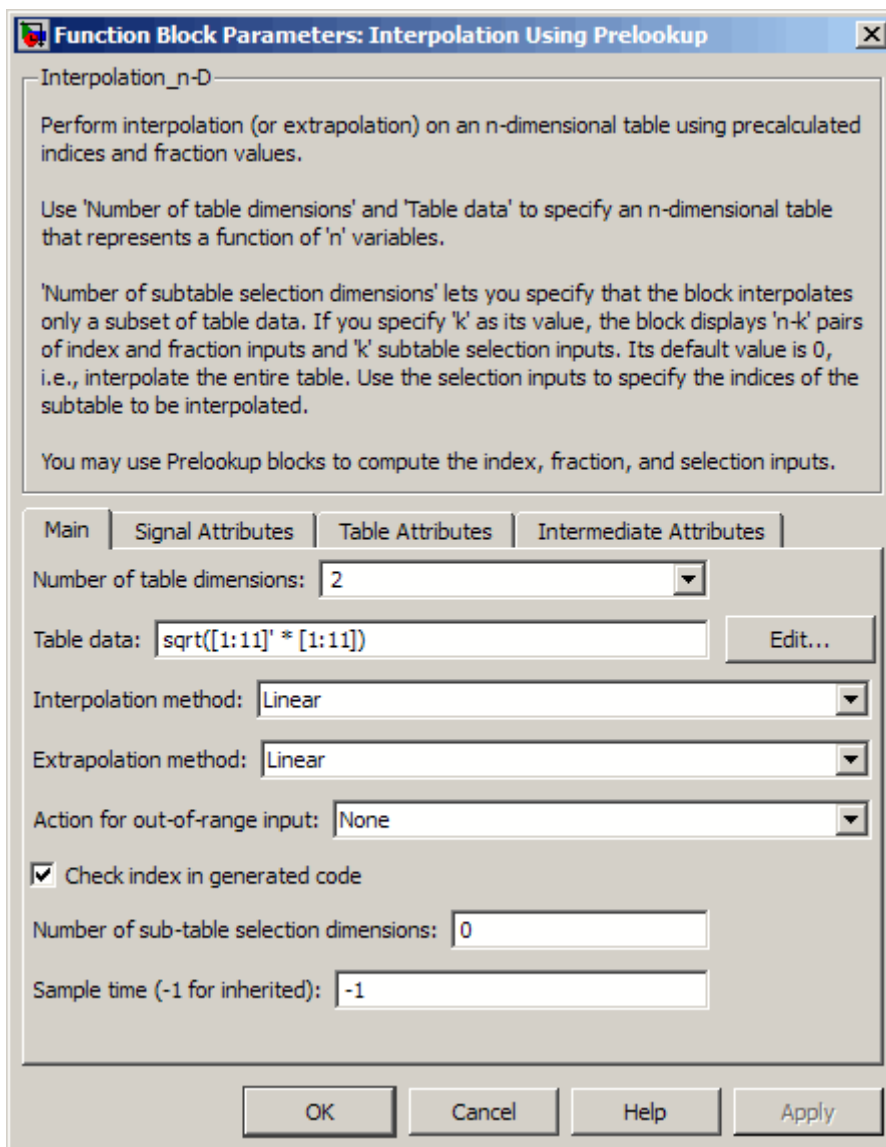 Function Block Parameters: Interpolation Using Prelookup
Interpolation_n-D
Perform interpolation (or extrapolation) on an n-dimensional table using precalculated
indices and fraction values.
Use 'Number of table dimensions' and 'Table data' to specify an n-dimensional table
that represents a function of 'n' variables.
'Number of subtable selection dimensions' lets you specify that the block interpolates
only a subset of table data. If you specify 'k' as its value, the block displays 'n-k' pairs
of index and fraction inputs and 'k' subtable selection inputs. Its default value is 0,
i.e., interpolate the entire table. Use the selection inputs to specify the indices of the
subtable to be interpolated.
You may use Prelookup blocks to compute the index, fraction, and selection inputs.
Main Signal Attributes Table Attributes Intermediate Attributes
Number of table dimensions: 2
Table data: sqrt([1:11]' * [1:11]) Edit...
Interpolation method: Linear
Extrapolation method: Linear
Action for out-of-range input: None
Check index in generated code
Number of sub-table selection dimensions: 0
Sample time (-1 for inherited): -1
OK Cancel Help Apply